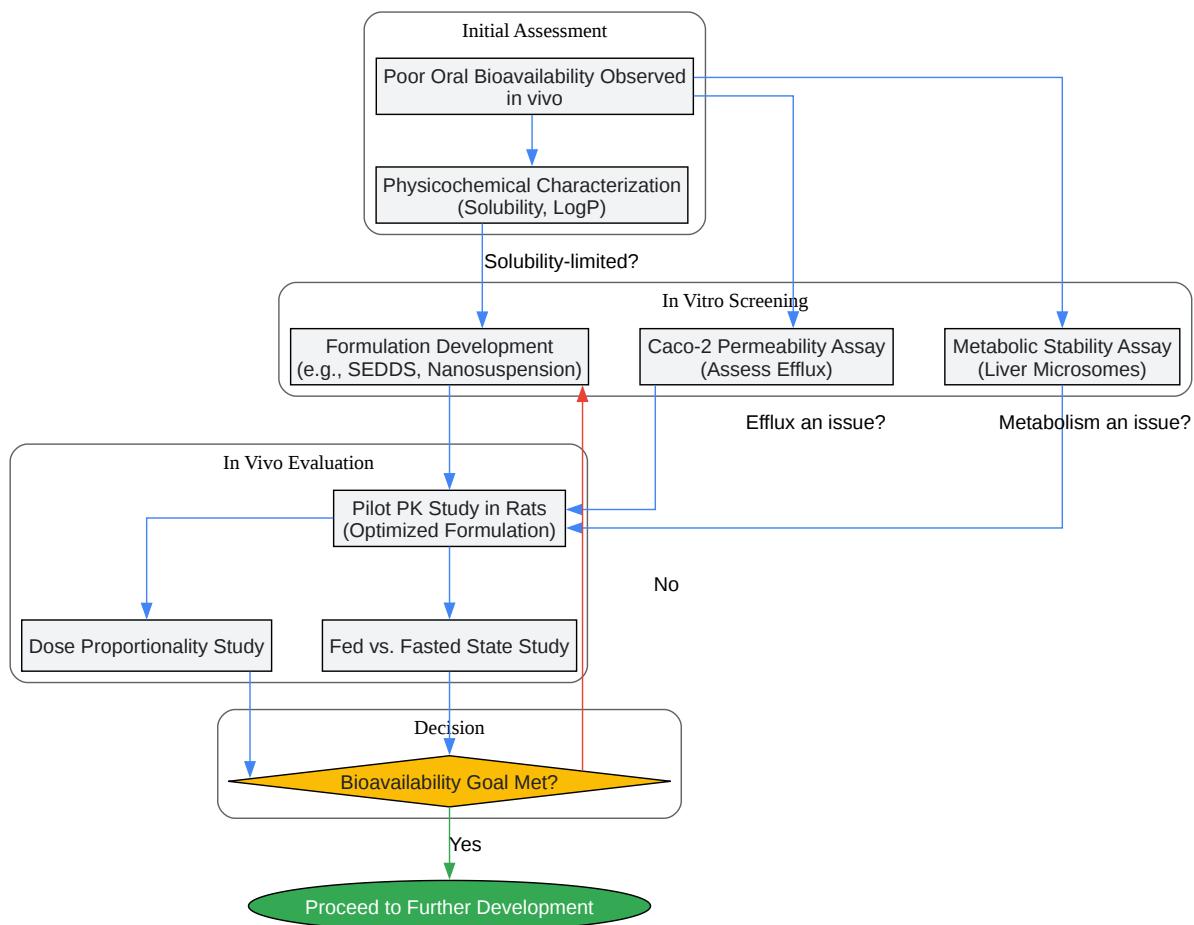 Initial Assessment
Poor Oral Bioavailability Observed
in vivo
Physicochemical Characterization
(Solubility, LogP)
Solubility-limited?
In Vitro Screening
Formulation Development
(e.g., SEDDS, Nanosuspension)
Caco-2 Permeability Assay
(Assess Efflux)
Metabolic Stability Assay
(Liver Microsomes)
Efflux an issue?
Metabolism an issue?
In Vivo Evaluation
Pilot PK Study in Rats
(Optimized Formulation)
No
Dose Proportionality Study
Fed vs. Fasted State Study
Decision
Bioavailability Goal Met?
Yes
Proceed to Further Development